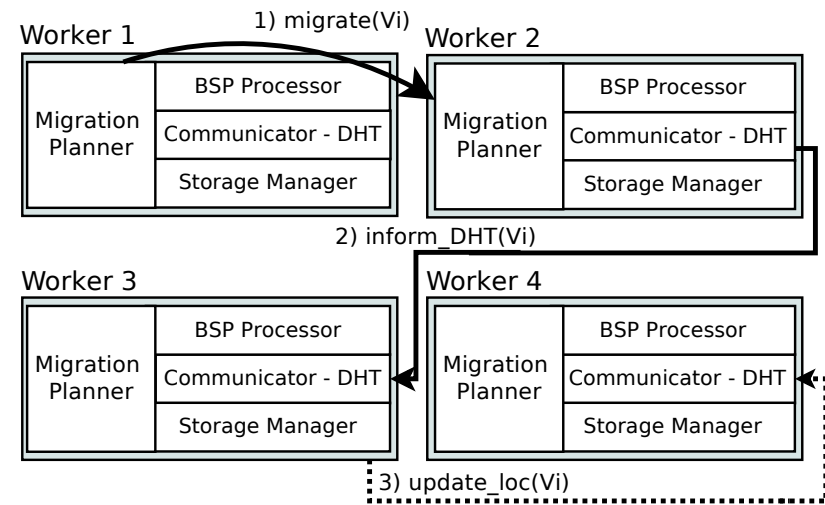 1) migrate(Vi)
Worker 1
Migration
Planner
BSP Processor
Communicator - DHT
Storage Manager
Worker 2
Migration
Planner
BSP Processor
Communicator - DHT
Storage Manager
2) inform_DHT(Vi)
Worker 3
Migration
Planner
BSP Processor
Communicator - DHT
Storage Manager
Worker 4
Migration
Planner
BSP Processor
Communicator - DHT
Storage Manager
3) update_loc(Vi)